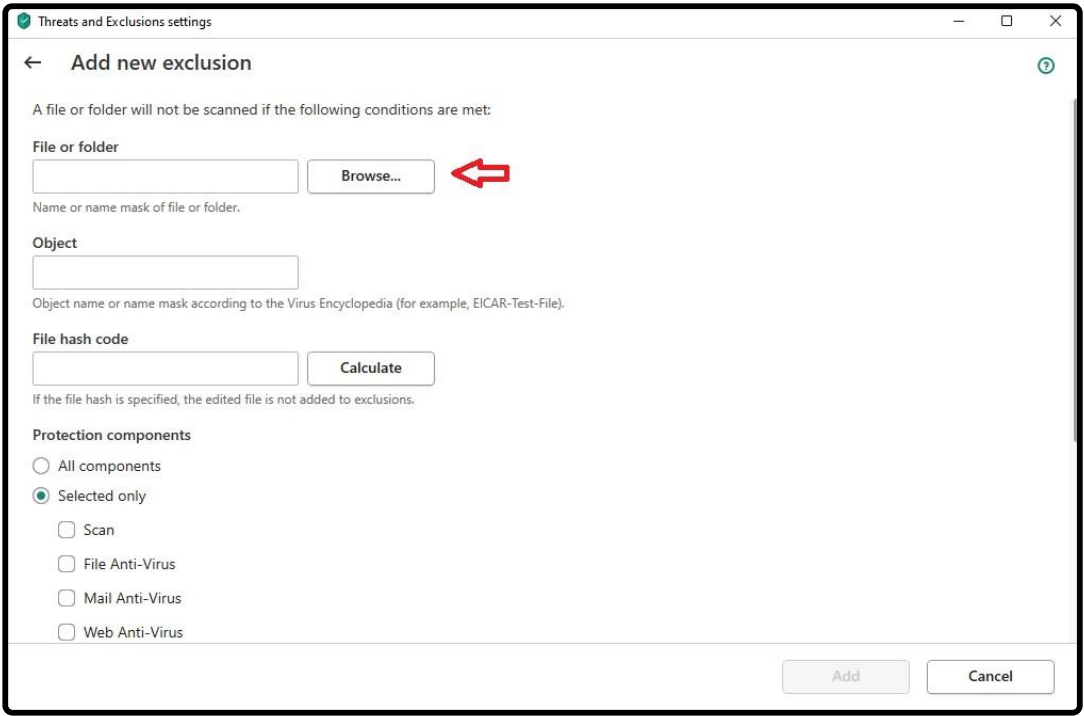 Threats and Exclusions settings
Add new exclusion
A file or folder will not be scanned if the following conditions are met:
File or folder
Browse...
Name or name mask of file or folder.
Object
Object name or name mask according to the Virus Encyclopedia (for example, EICAR-Test-File).
File hash code
Calculate
If the file hash is specified, the edited file is not added to exclusions.
Protection components
All components
Selected only
Scan
File Anti-Virus
Mail Anti-Virus
Web Anti-Virus
Add Cancel